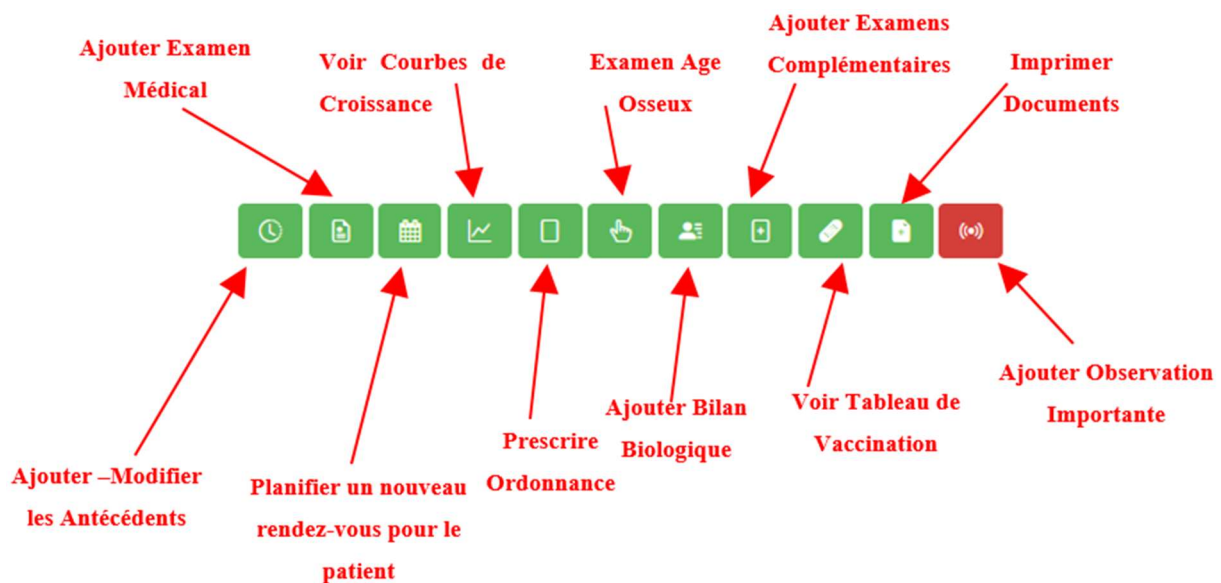 Ajouter Examen
Médical
Voir Courbes de
Croissance
Examen Age
Osseux
Ajouter Examens
Complémentaires
Imprimer
Documents
Ajouter –Modifier
les Antécédents
Planifier un nouveau
rendez-vous pour le
patient
Prescrire
Ordonnance
Ajouter Bilan
Biologique
Voir Tableau de
Vaccination
Ajouter Observation
Importante